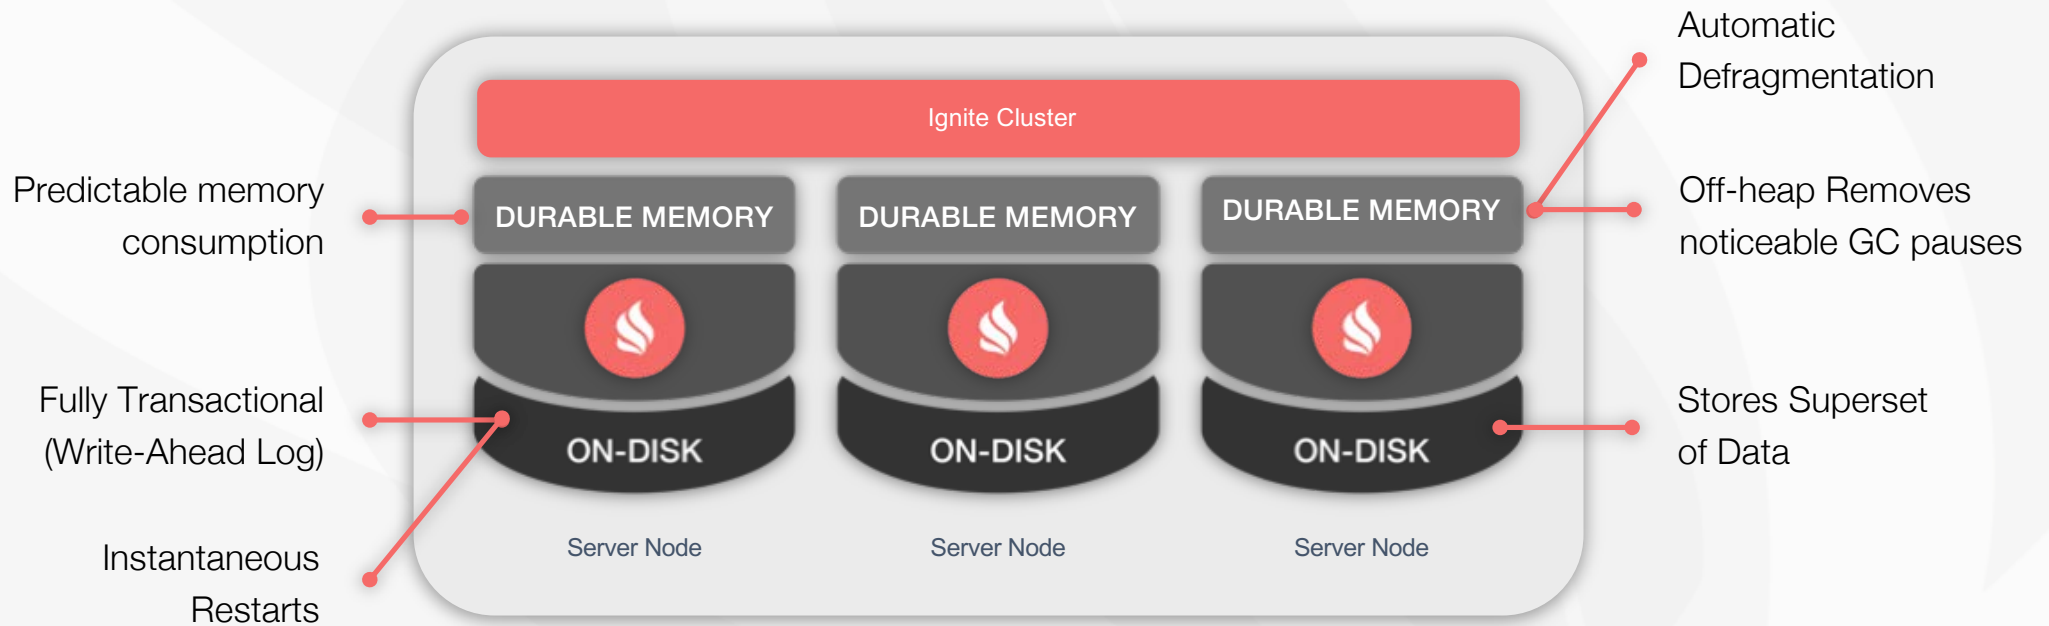 Automatic
Defragmentation
Ignite Cluster
Predictable memory
consumption
DURABLE MEMORY
DURABLE MEMORY
DURABLE MEMORY
Off-heap Removes
noticeable GC pauses
Fully Transactional
(Write-Ahead Log)
ON-DISK
ON-DISK
ON-DISK
Stores Superset
of Data
Instantaneous
Restarts
Server Node
Server Node
Server Node